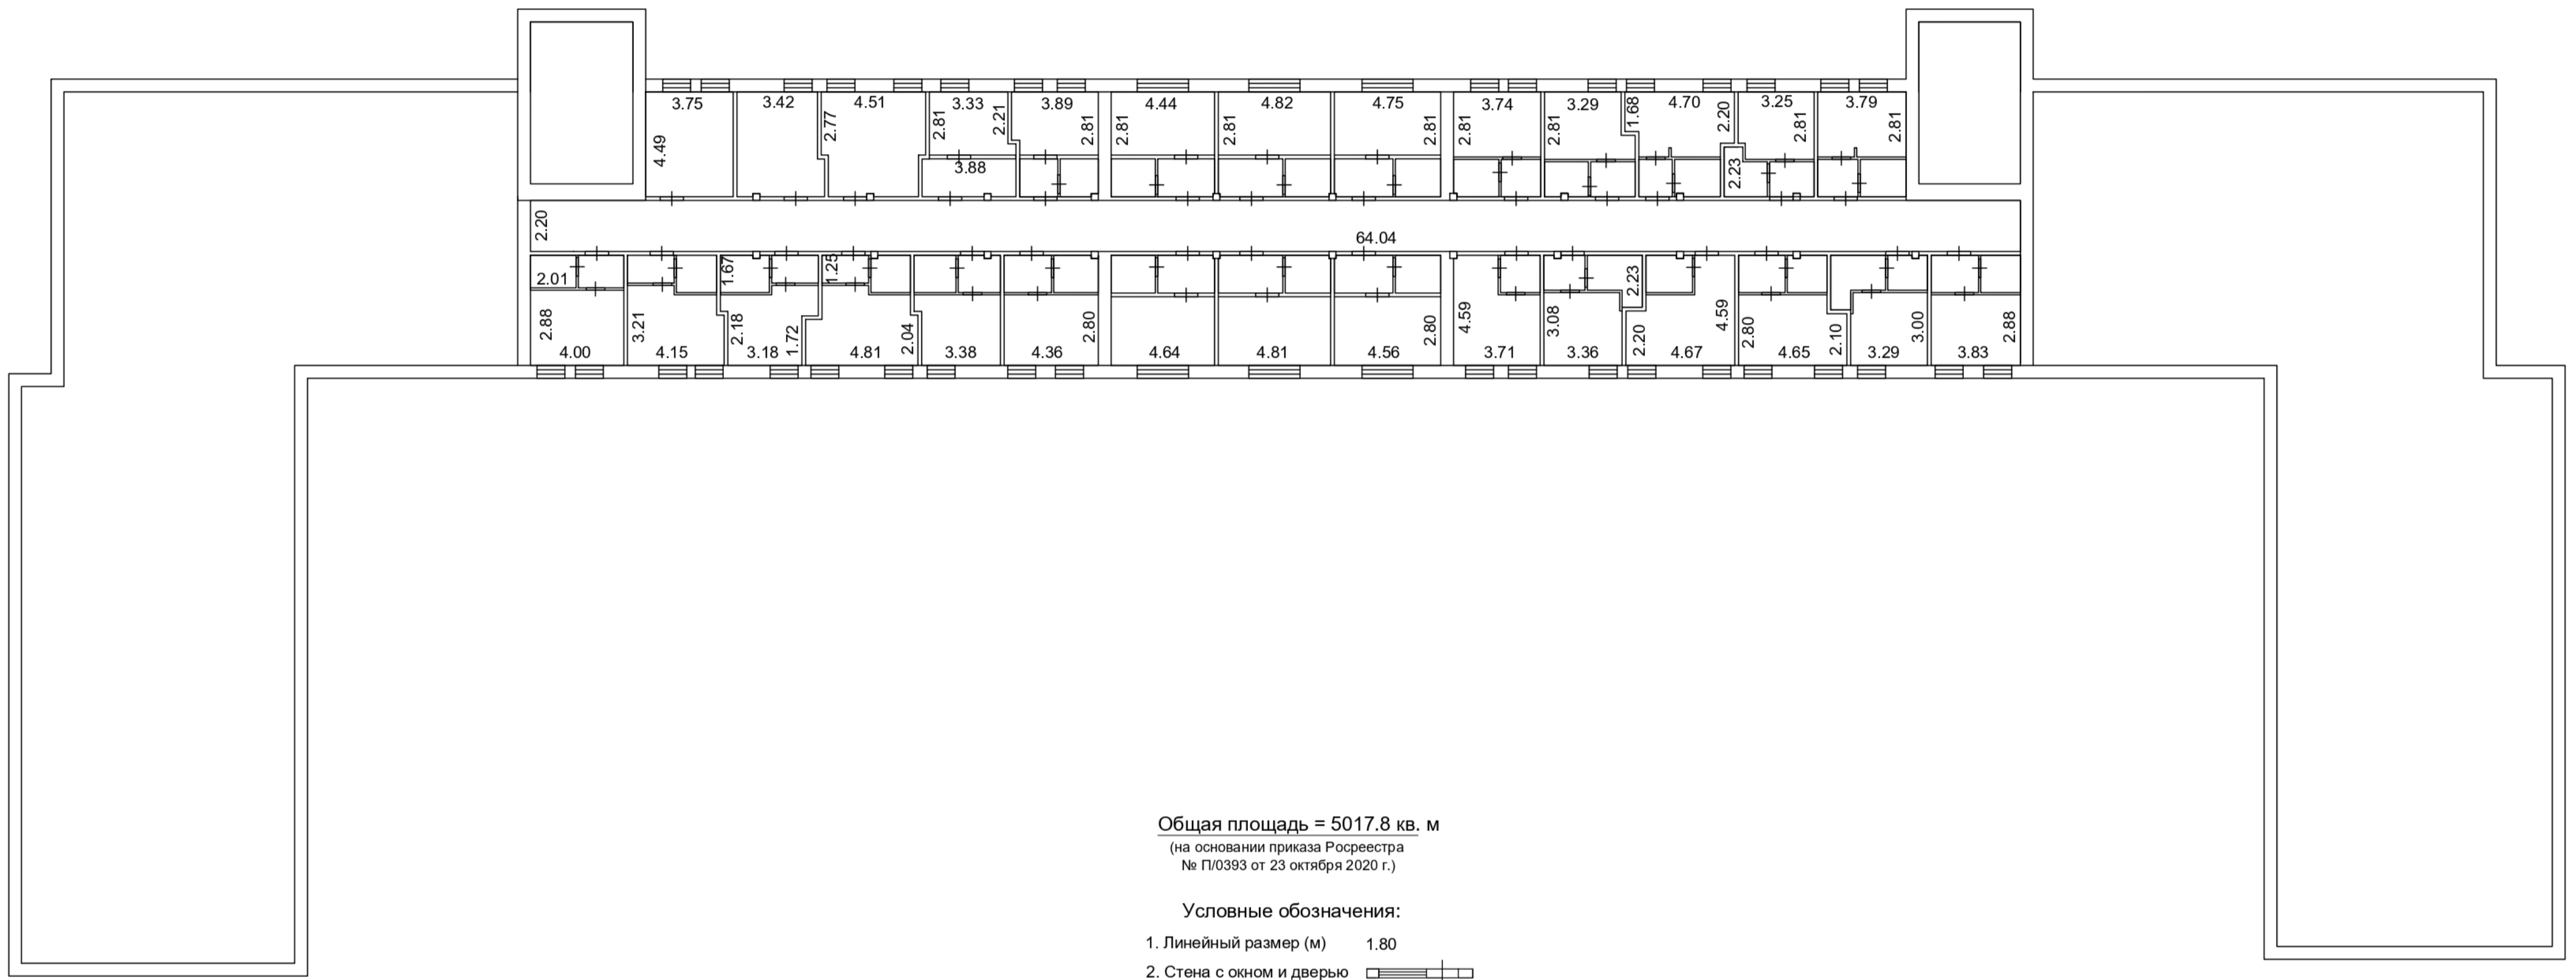 3.75 3.42 4.51 3.33 3.89 4.44 4.82 4.75 3.74 3.29 4.70 3.25 3.79
4.49 2.77 2.81 2.21 2.81 2.81 2.81 2.81 2.81 2.81 1.68 2.20 2.81 2.81
3.88 2.23
2.20 64.04
2.01 1.67 1.25 2.23
2.88 3.21 2.18 1.72 2.04 2.80 2.80 4.59 3.08 2.20 4.59 2.80 2.10 3.00 2.88
4.00 4.15 3.18 4.81 3.38 4.36 4.64 4.81 4.56 3.71 3.36 4.67 4.65 3.29 3.83
Общая площадь = 5017.8 кв. м
(на основании приказа Росреестра
№ П/0393 от 23 октября 2020 г.)
Условные обозначения:
1. Линейный размер (м) 1.80
2. Стена с окном и дверью